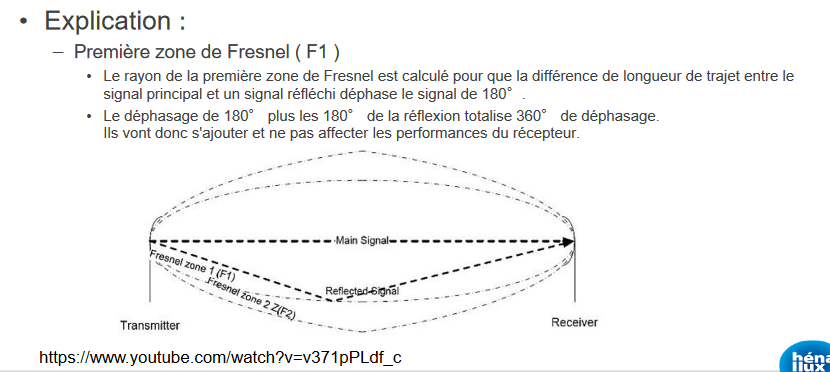 • Explication :
– Première zone de Fresnel ( F1 )
• Le rayon de la première zone de Fresnel est calculé pour que la différence de longueur de trajet entre le
signal principal et un signal réfléchi déphase le signal de 180° .
• Le déphasage de 180° plus les 180° de la réflexion totalise 360° de déphasage.
Ils vont donc s'ajouter et ne pas affecter les performances du récepteur.
Main Signal
Fresnel zone 1 (F1)
Reflected Signal
Fresnel zone 2 Z(F2)
Transmitter
Receiver
https://www.youtube.com/watch?v=v371pPLdf_c